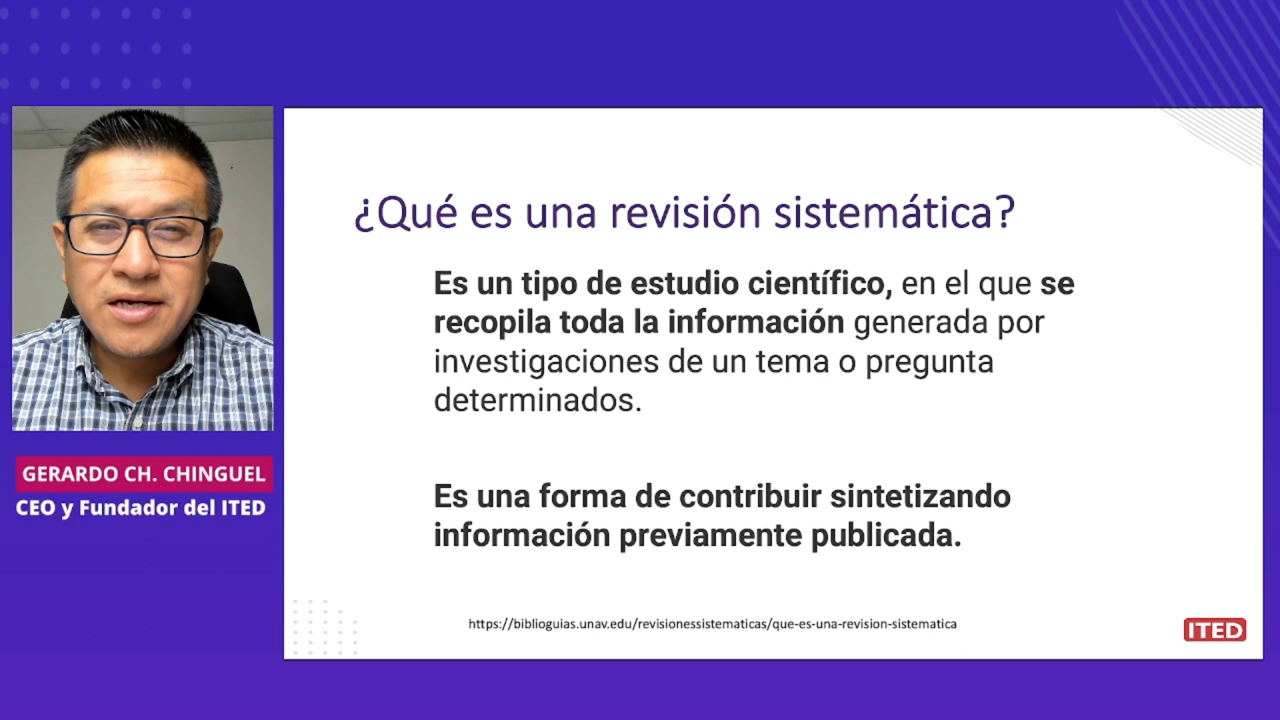 GERARDO CH. CHINGUEL
CEO y Fundador del ITED
¿Qué es una revisión sistemática?
Es un tipo de estudio científico, en el que se
recopila toda la información generada por
investigaciones de un tema o pregunta
determinados.
Es una forma de contribuir sintetizando
información previamente publicada.
https://biblioguias.unav.edu/revisionessistematicas/que-es-una-revision-sistematica
ITED